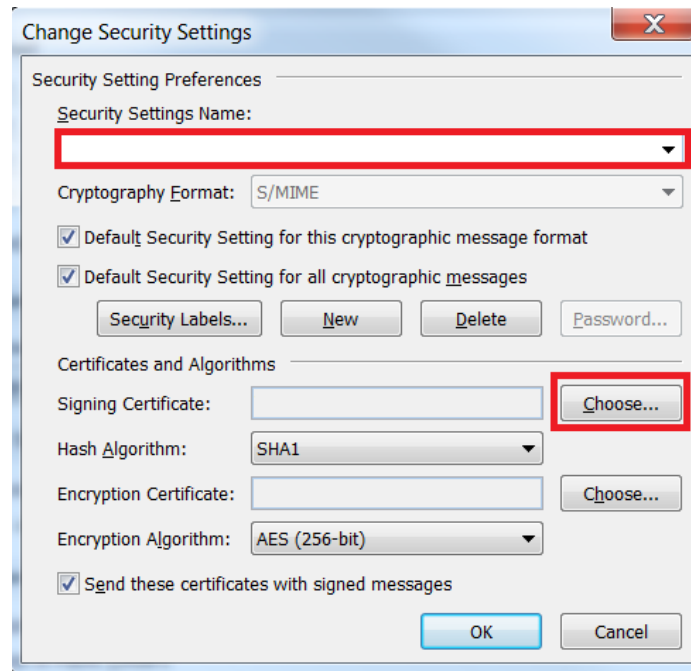 Change Security Settings
Security Setting Preferences
Security Settings Name:
Cryptography Format: S/MIME
Default Security Setting for this cryptographic message format
Default Security Setting for all cryptographic messages
Security Labels... New Delete Password...
Certificates and Algorithms
Signing Certificate: Choose...
Hash Algorithm: SHA1
Encryption Certificate: Choose...
Encryption Algorithm: AES (256-bit)
Send these certificates with signed messages
OK Cancel